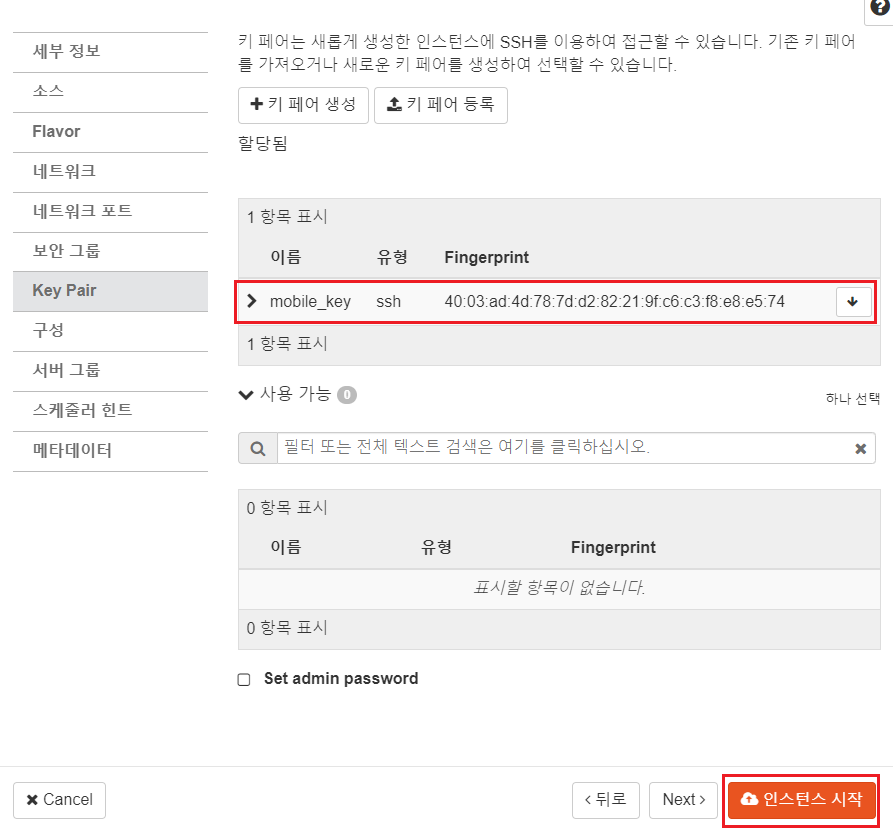 키 페어는 새롭게 생성한 인스턴스에 SSH를 이용하여 접근할 수 있습니다. 기존 키 페어
를 가져오거나 새로운 키 페어를 생성하여 선택할 수 있습니다.
세부 정보
소스
Flavor
네트워크
네트워크 포트
보안 그룹
Key Pair
구성
서버 그룹
스케줄러 힌트
메타데이터
키 페어 생성
키 페어 등록
할당됨
1 항목 표시
이름 유형 Fingerprint
mobile_key ssh 40:03:ad:4d:78:7d:d2:82:21:9f:c6:c3:f8:e8:e5:74
1 항목 표시
사용 가능 0
하나 선택
필터 또는 전체 텍스트 검색은 여기를 클릭하십시오.
0 항목 표시
이름 유형 Fingerprint
표시할 항목이 없습니다.
0 항목 표시
Set admin password
Cancel
뒤로
Next
인스턴스 시작